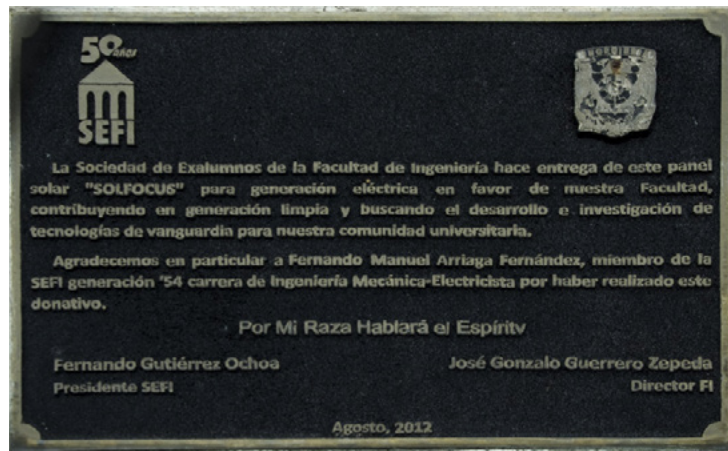 50 años
SEFI
INGENIERIA
La Sociedad de Exalumnos de la Facultad de Ingeniería hace entrega de este panel
solar "SOLFOCUS" para generación eléctrica en favor de nuestra Facultad,
contribuyendo en generación limpia y buscando el desarrollo e investigación de
tecnologías de vanguardia para nuestra comunidad universitaria.
Agradecemos en particular a Fernando Manuel Arriaga Fernández, miembro de la
SEFI generación '54 carrera de Ingeniería Mecánica-Electricista por haber realizado este
donativo.
Por Mi Raza Hablará el Espíritv
Fernando Gutiérrez Ochoa
José Gonzalo Guerrero Zepeda
Presidente SEFI
Director FI
Agosto, 2012